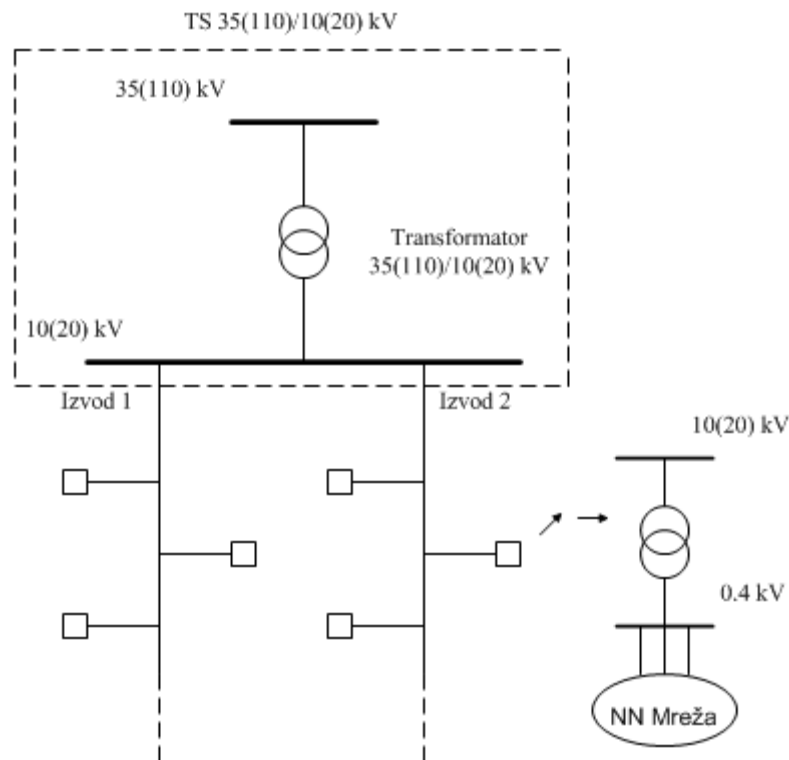 TS 35(110)/10(20) kV
35(110) kV
Transformator
35(110)/10(20) kV
10(20) kV
Izvod 1
Izvod 2
10(20) kV
0.4 kV
NN Mreža